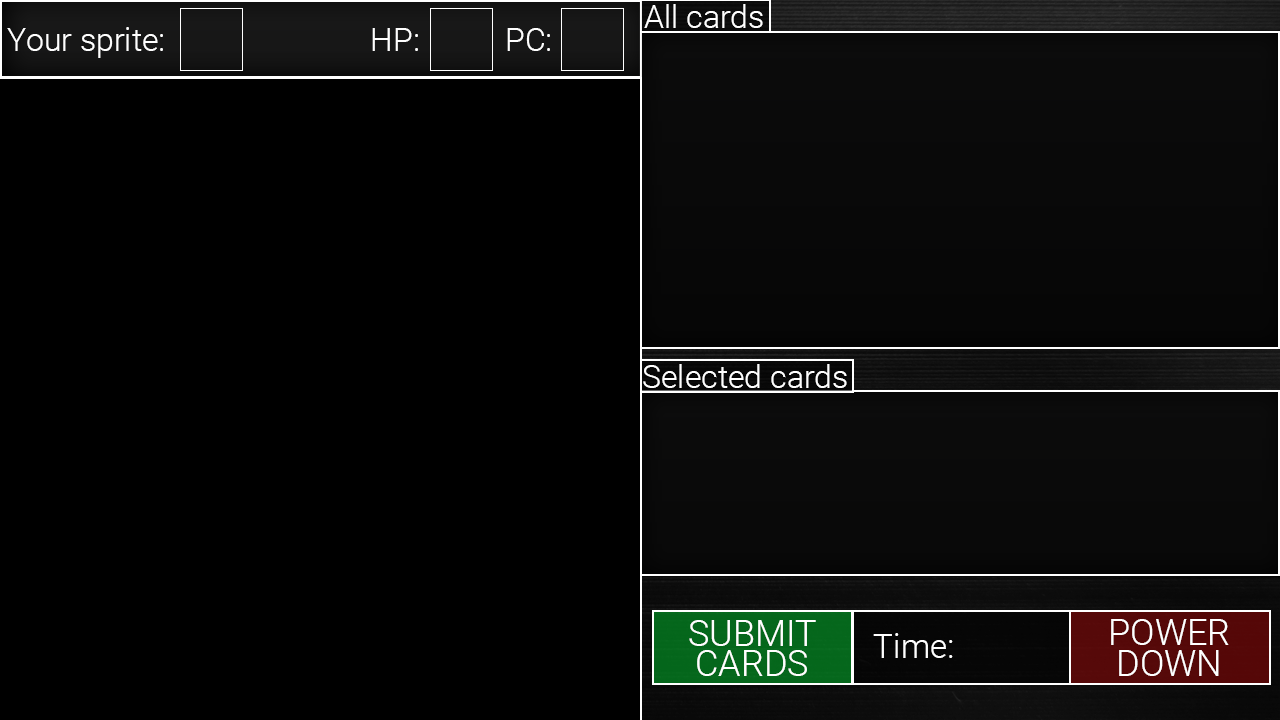 Your sprite:
HP:
PC:
All cards
Selected cards
SUBMIT
CARDS
Time:
POWER
DOWN